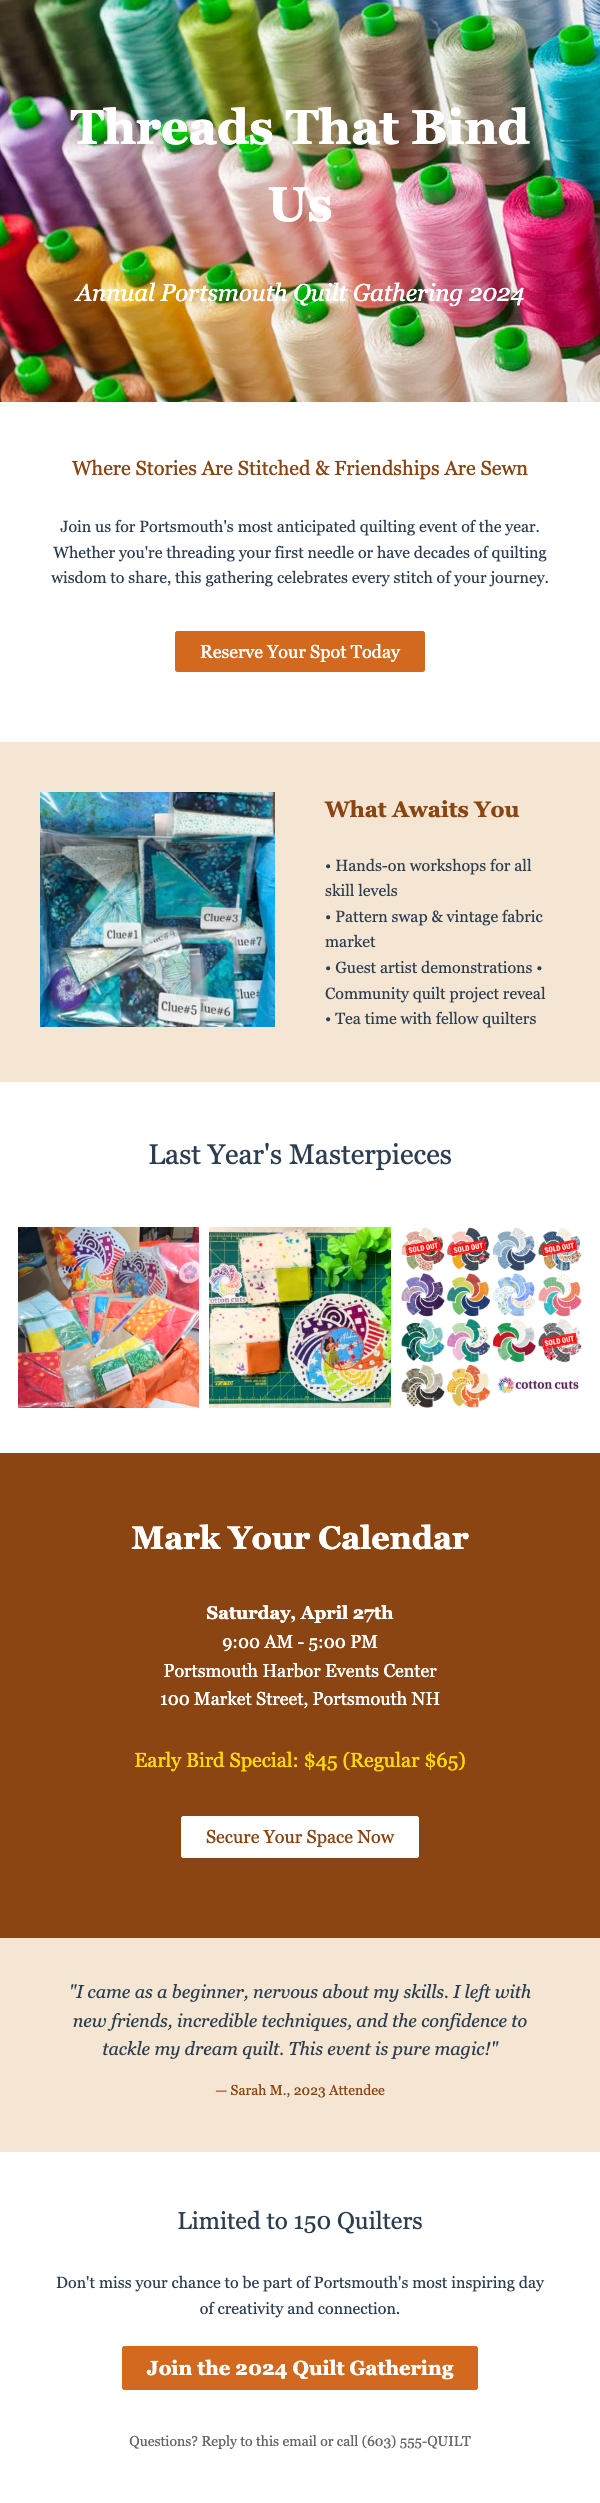 Threads That Bind
Us
Annual Portsmouth Quilt Gathering 2024
Where Stories Are Stitched & Friendships Are Sewn
Join us for Portsmouth's most anticipated quilting event of the year.
Whether you're threading your first needle or have decades of quilting
wisdom to share, this gathering celebrates every stitch of your journey.
Reserve Your Spot Today
Clue#3
Clue#1
Clue#4
lue#7
Clue#
Clue#5
lue#6
What Awaits You
• Hands-on workshops for all
skill levels
• Pattern swap & vintage fabric
market
• Guest artist demonstrations •
Community quilt project reveal
• Tea time with fellow quilters
Last Year's Masterpieces
cotton cuts
SOLD OUT
SOLD OUT
SOLD OUT
SOLD OUT
cotton cuts
Mark Your Calendar
Saturday, April 27th
9:00 AM - 5:00 PM
Portsmouth Harbor Events Center
100 Market Street, Portsmouth NH
Early Bird Special: $45 (Regular $65)
Secure Your Space Now
"I came as a beginner, nervous about my skills. I left with
new friends, incredible techniques, and the confidence to
tackle my dream quilt. This event is pure magic!"
— Sarah M., 2023 Attendee
Limited to 150 Quilters
Don't miss your chance to be part of Portsmouth's most inspiring day
of creativity and connection.
Join the 2024 Quilt Gathering
Questions? Reply to this email or call (603) 555-QUILT